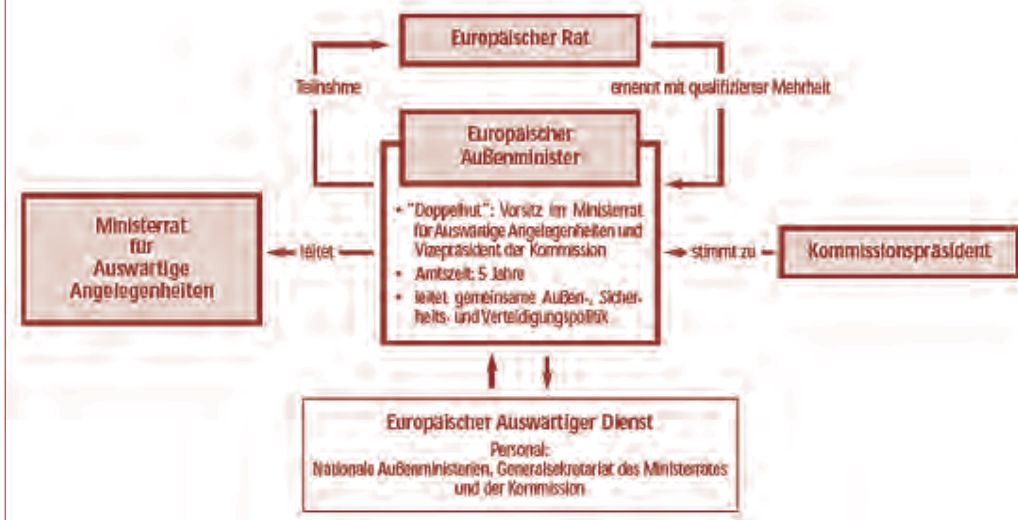 Europäischer Rat
Teilnahme
ernennt mit qualifizierter Mehrheit
Europäischer
Außenminister
• "Doppelhut": Vorsitz im Ministerrat
für Auswärtige Angelegenheiten und
Vizepräsident der Kommission
• Amtszeit: 5 Jahre
• leitet gemeinsame Außen-, Sicher-
heits- und Verteidigungspolitik
Ministerrat
für
Auswärtige
Angelegenheiten
leitet
stimmt zu
Kommissionspräsident
Europäischer Auswärtiger Dienst
Personal:
Nationale Außenministerien, Generalsekretariat des Ministerrates
und der Kommission